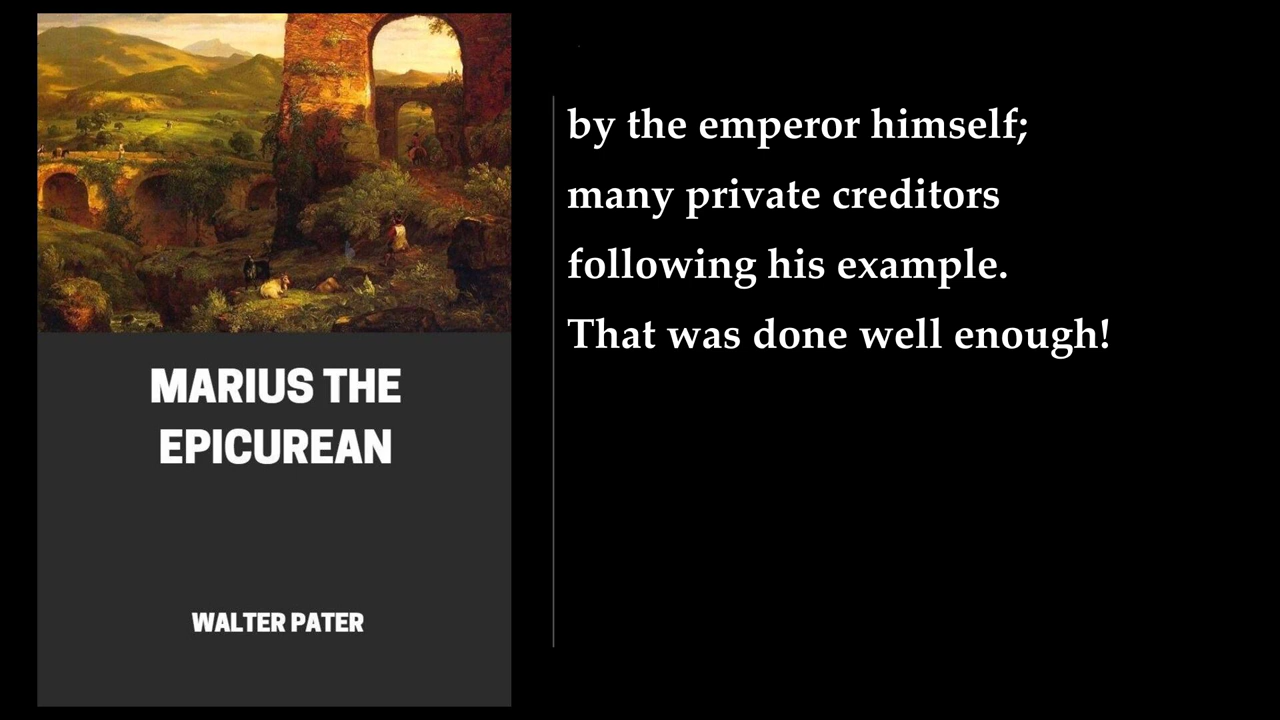 MARIUS THE
EPICUREAN
WALTER PATER
by the emperor himself;
many private creditors
following his example.
That was done well enough!